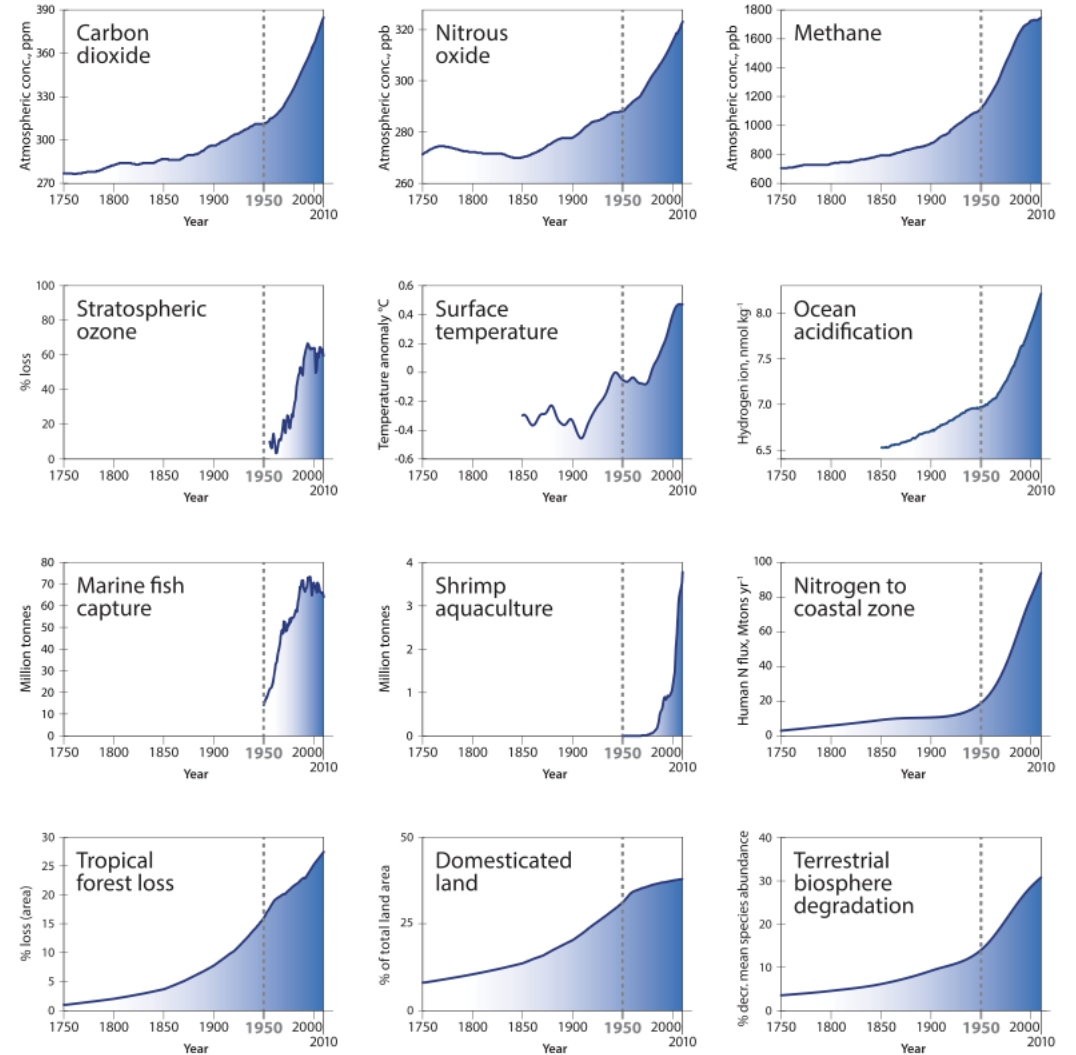 Carbon
dioxide
Atmospheric conc., ppm
390
360
330
300
270
1750 1800 1850 1900 1950 2000
2010
Year
Nitrous
oxide
Atmospheric conc., ppb
320
300
280
260
1750 1800 1850 1900 1950 2000
2010
Year
Methane
Atmospheric conc., ppb
1800
1600
1400
1200
1000
800
600
1750 1800 1850 1900 1950 2000
2010
Year
Stratospheric
ozone
% loss
100
80
60
40
20
0
1750 1800 1850 1900 1950 2000
2010
Year
Surface
temperature
Temperature anomaly °C
0.6
0.4
0.2
0
-0.2
-0.4
-0.6
1750 1800 1850 1900 1950 2000
2010
Year
Ocean
acidification
Hydrogen ion, nmol kg⁻¹
8.0
7.5
7.0
6.5
1750 1800 1850 1900 1950 2000
2010
Year
Marine fish
capture
Million tonnes
80
70
60
50
40
30
20
10
0
1750 1800 1850 1900 1950 2000
2010
Year
Shrimp
aquaculture
Million tonnes
4
3
2
1
0
1750 1800 1850 1900 1950 2000
2010
Year
Nitrogen to
coastal zone
Human N flux, Mtons yr⁻¹
100
80
60
40
20
0
1750 1800 1850 1900 1950 2000
2010
Year
Tropical
forest loss
% loss (area)
30
25
20
15
10
5
0
1750 1800 1850 1900 1950 2000
2010
Year
Domesticated
land
% of total land area
50
25
0
1750 1800 1850 1900 1950 2000
2010
Year
Terrestrial
biosphere
degradation
% decr. mean species abundance
40
30
20
10
0
1750 1800 1850 1900 1950 2000
2010
Year